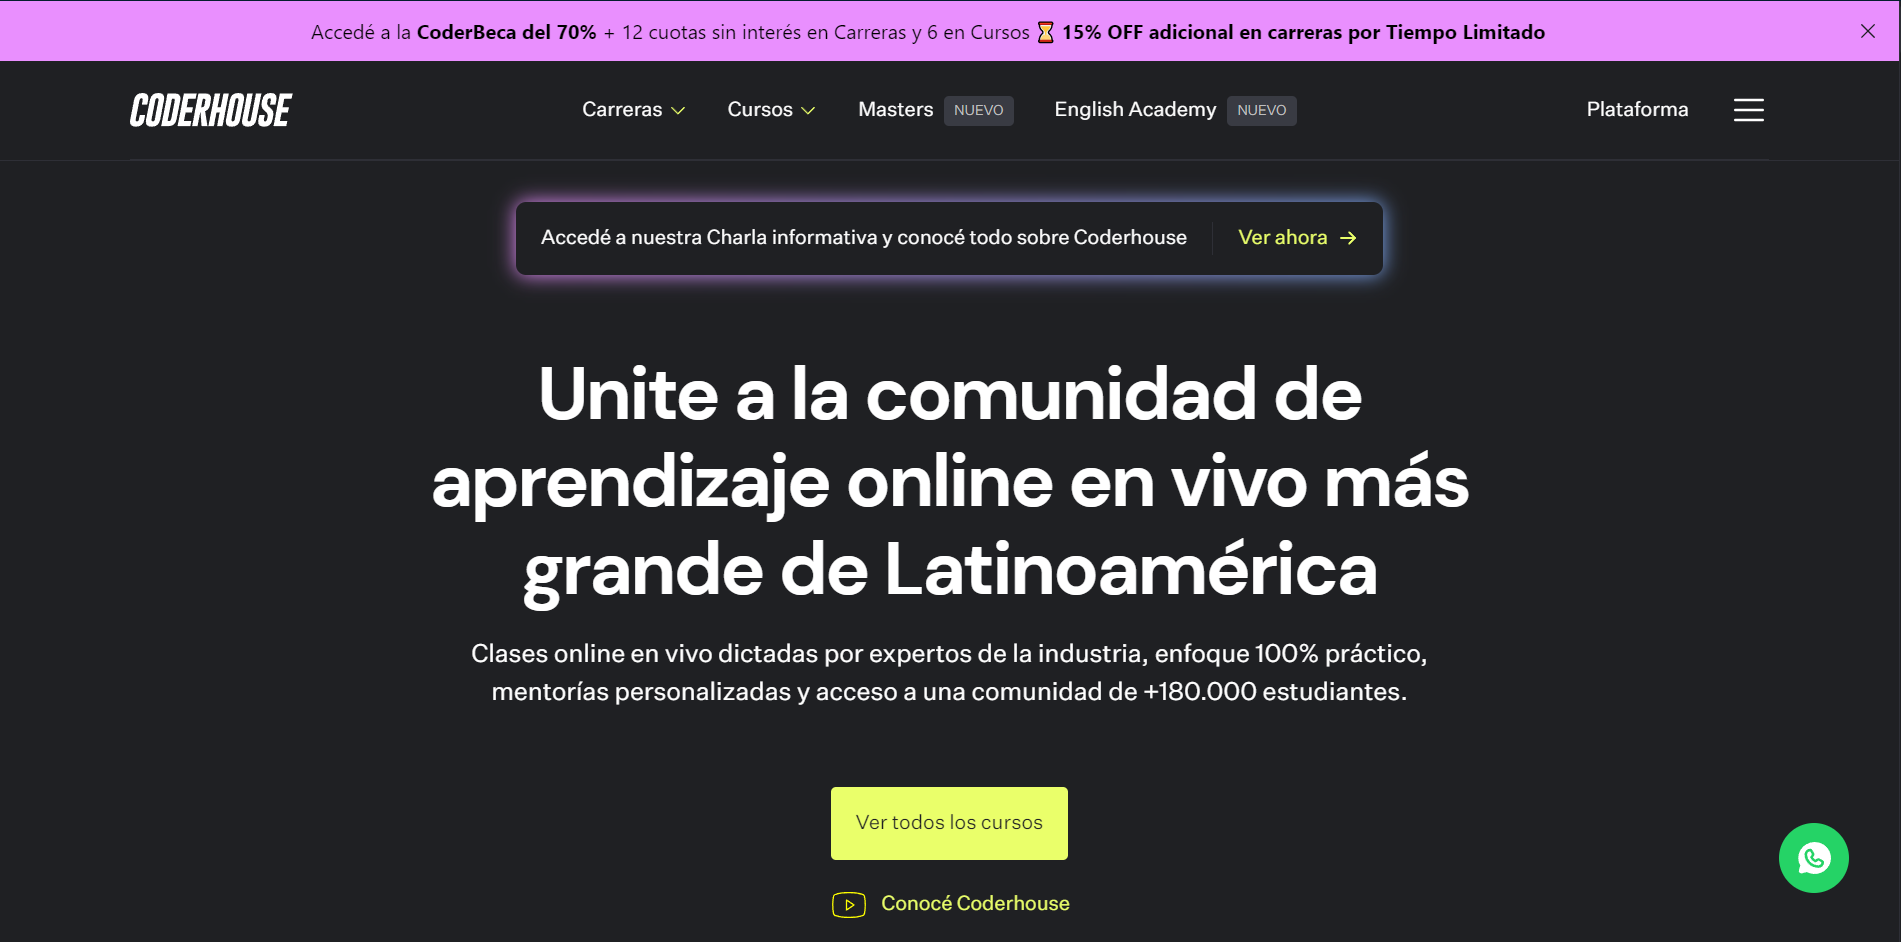 Accedé a la CoderBeca del 70% + 12 cuotas sin interés en Carreras y 6 en Cursos ⏳ 15% OFF adicional en carreras por Tiempo Limitado
CODERHOUSE
Carreras
Cursos
Masters NUEVO
English Academy NUEVO
Plataforma
Accedé a nuestra Charla informativa y conocé todo sobre Coderhouse
Ver ahora →
Unite a la comunidad de
aprendizaje online en vivo más
grande de Latinoamérica
Clases online en vivo dictadas por expertos de la industria, enfoque 100% práctico,
mentorías personalizadas y acceso a una comunidad de +180.000 estudiantes.
Ver todos los cursos
Conocé Coderhouse